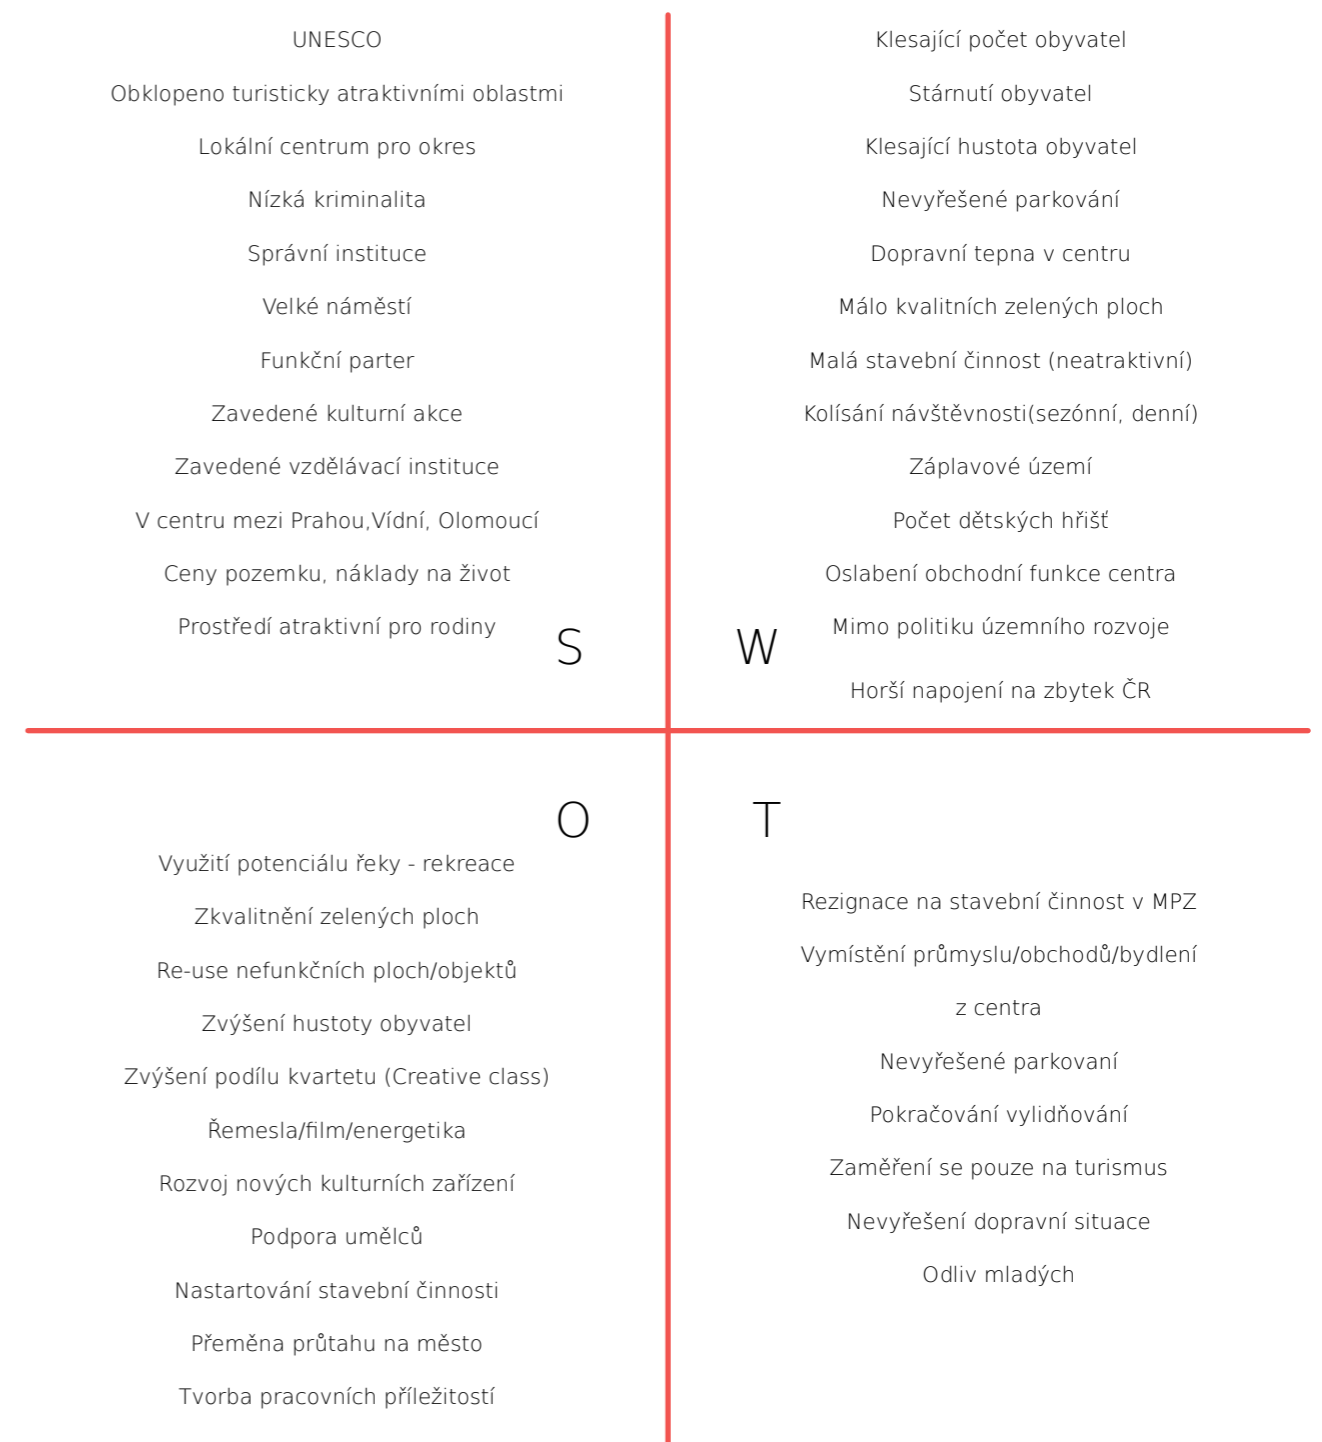 UNESCO
Obklopeno turisticky atraktivními oblastmi
Lokální centrum pro okres
Nízká kriminalita
Správní instituce
Velké náměstí
Funkční parter
Zavedené kulturní akce
Zavedené vzdělávací instituce
V centru mezi Prahou,Vídní, Olomoucí
Ceny pozemku, náklady na život
Prostředí atraktivní pro rodiny
S
Klesající počet obyvatel
Stárnutí obyvatel
Klesající hustota obyvatel
Nevyřešené parkování
Dopravní tepna v centru
Málo kvalitních zelených ploch
Malá stavební činnost (neatraktivní)
Kolísání návštěvnosti(sezónní, denní)
Záplavové území
Počet dětských hřišť
Oslabení obchodní funkce centra
Mimo politiku územního rozvoje
W
Horší napojení na zbytek ČR
O
Využití potenciálu řeky - rekreace
Zkvalitnění zelených ploch
Re-use nefunkčních ploch/objektů
Zvýšení hustoty obyvatel
Zvýšení podílu kvartetu (Creative class)
Řemesla/film/energetika
Rozvoj nových kulturních zařízení
Podpora umělců
Nastartování stavební činnosti
Přeměna průtahu na město
Tvorba pracovních příležitostí
T
Rezignace na stavební činnost v MPZ
Vymístění průmyslu/obchodů/bydlení
z centra
Nevyřešené parkovaní
Pokračování vylidňování
Zaměření se pouze na turismus
Nevyřešení dopravní situace
Odliv mladých